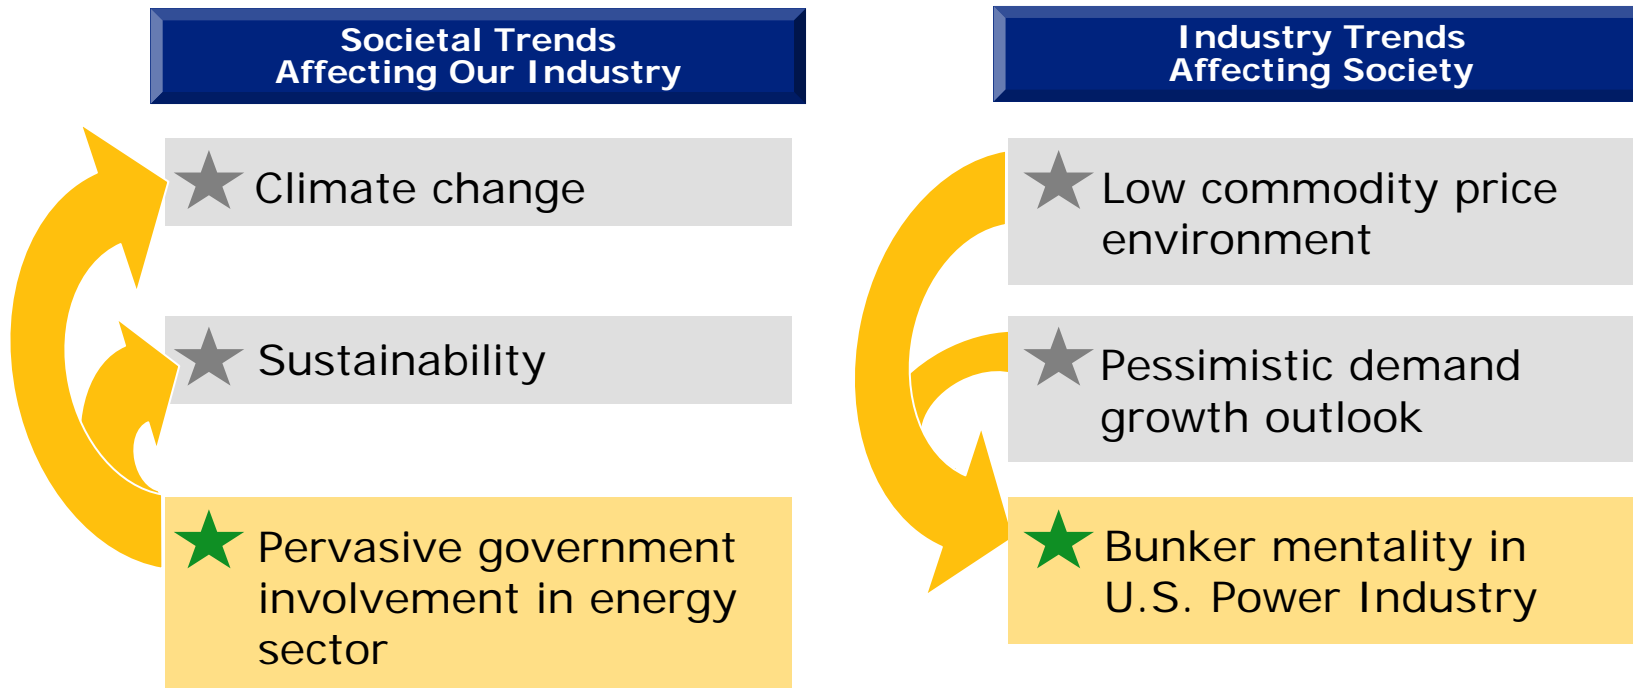 Societal Trends
Affecting Our Industry
Climate change
Sustainability
Pervasive government
involvement in energy
sector
Industry Trends
Affecting Society
Low commodity price
environment
Pessimistic demand
growth outlook
Bunker mentality in
U.S. Power Industry